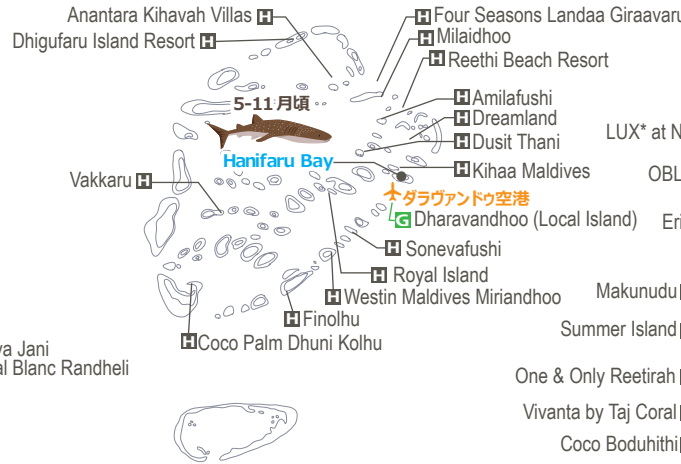 Anantara Kihavah Villas H
Dhigufaru Island Resort H
H Four Seasons Landaa Giraavaru
H Milaidhoo
H Reethi Beach Resort
5-11月頃
H Amilafushi
H Dreamland
H Dusit Thani
LUX* at N
Hanifaru Bay
H Kihaa Maldives
OBL
Vakkaru H
ダラヴァンドゥ空港
G Dharavandhoo (Local Island)
Eri
H Sonevafushi
H Royal Island
H Westin Maldives Miriandhoo
Makunudu
H Finolhu
Summer Island
H Coco Palm Dhuni Kolhu
va Jani
al Blanc Randheli
One & Only Reetirah
Vivanta by Taj Coral
Coco Boduhithi